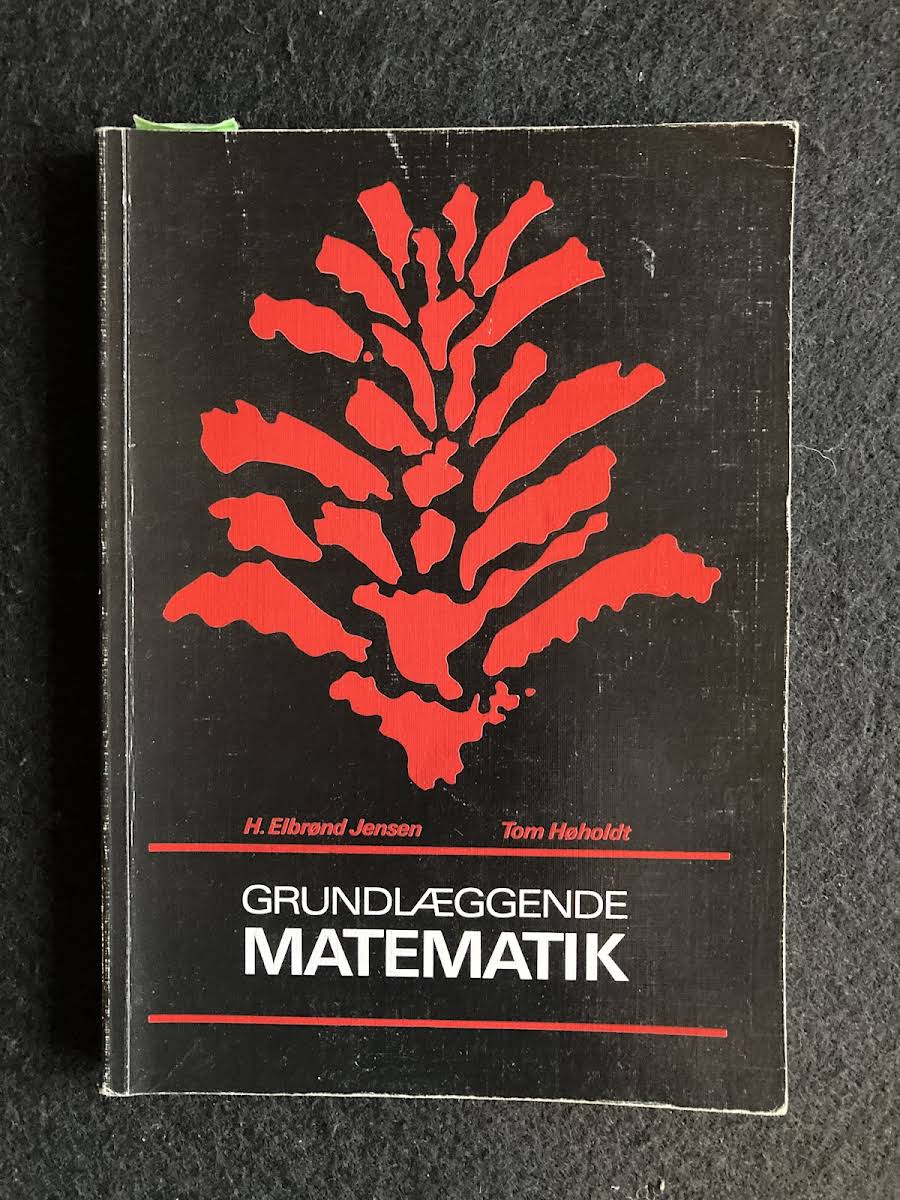 H. Elbrønd Jensen Tom Høholdt
GRUNDLÆGGENDE
MATEMATIK